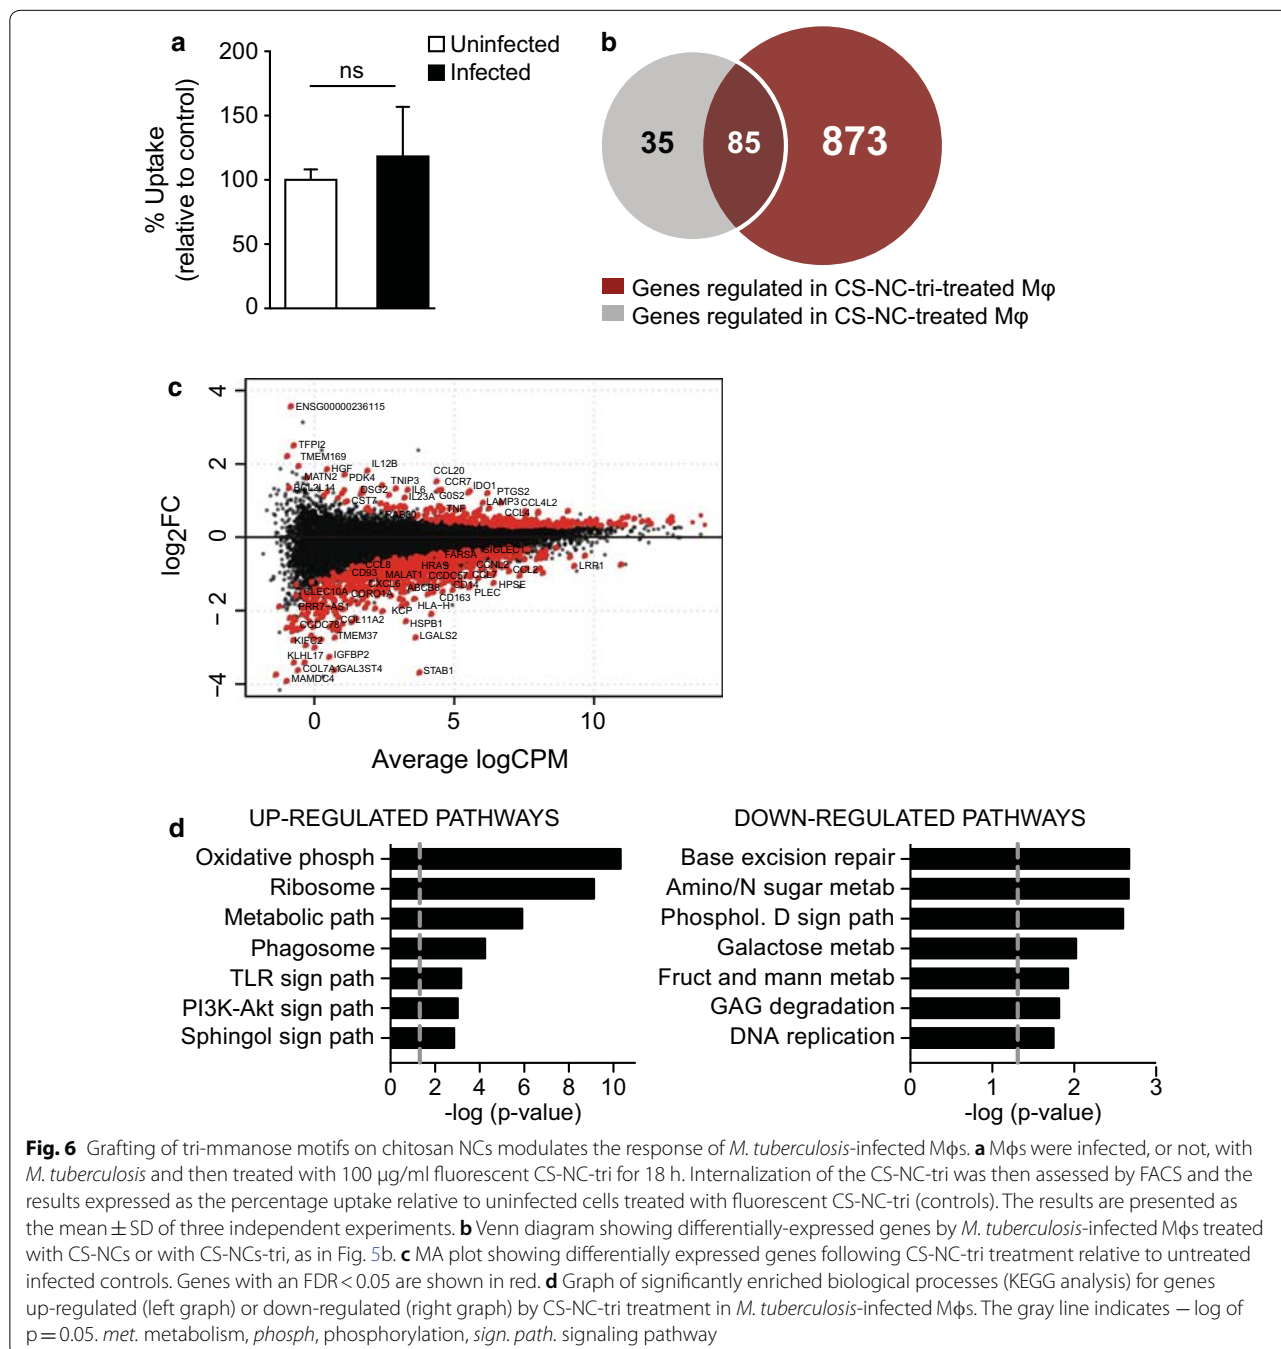 a
200
150
100
50
0
% Uptake
(relative to control)
ns
Uninfected
Infected
b
35
85
873
Genes regulated in CS-NC-tri-treated Mφ
Genes regulated in CS-NC-treated Mφ
c
4
2
0
−2
−4
log2FC
ENSG00000236115
TFPI2
TMEM169
HGF
IL12B
MATN2
PDK4
CCL20
CCR7
BCL2L14
DSG2
TNIP3
IL6
IDO1
PTGS2
CST7
IL23A
G0S2
LAMP3
CCL4L2
RAB30
TNF
CCL4
SIGLEC1
FARSA
CCL8
HRAS
CCNL2
LRP1
CD93
MALAT1
CCDC57
CCL7
CCL2
CXCL6
ABCB8
CD14
HPSE
CLEC10A
CORO1A
CD163
PLEC
PRR7−AS1
KCP
HLA−H
CCDC78
COL11A2
HSPB1
KIFC2
TMEM37
LGALS2
KLHL17
IGFBP2
COL7A1
GAL3ST4
STAB1
MAMDC4
0
5
10
Average logCPM
d
UP-REGULATED PATHWAYS
Oxidative phosph
Ribosome
Metabolic path
Phagosome
TLR sign path
PI3K-Akt sign path
Sphingol sign path
0 2 4 6 8 10
-log (p-value)
DOWN-REGULATED PATHWAYS
Base excision repair
Amino/N sugar metab
Phosphol. D sign path
Galactose metab
Fruct and mann metab
GAG degradation
DNA replication
0 1 2 3
-log (p-value)
Fig. 6 Grafting of tri-mmanose motifs on chitosan NCs modulates the response of M. tuberculosis-infected Mϕs. a Mϕs were infected, or not, with
M. tuberculosis and then treated with 100 µg/ml fluorescent CS-NC-tri for 18 h. Internalization of the CS-NC-tri was then assessed by FACS and the
results expressed as the percentage uptake relative to uninfected cells treated with fluorescent CS-NC-tri (controls). The results are presented as
the mean ± SD of three independent experiments. b Venn diagram showing differentially-expressed genes by M. tuberculosis-infected Mϕs treated
with CS-NCs or with CS-NCs-tri, as in Fig. 5b. c MA plot showing differentially expressed genes following CS-NC-tri treatment relative to untreated
infected controls. Genes with an FDR < 0.05 are shown in red. d Graph of significantly enriched biological processes (KEGG analysis) for genes
up-regulated (left graph) or down-regulated (right graph) by CS-NC-tri treatment in M. tuberculosis-infected Mϕs. The gray line indicates − log of
p = 0.05. met. metabolism, phosph, phosphorylation, sign. path. signaling pathway